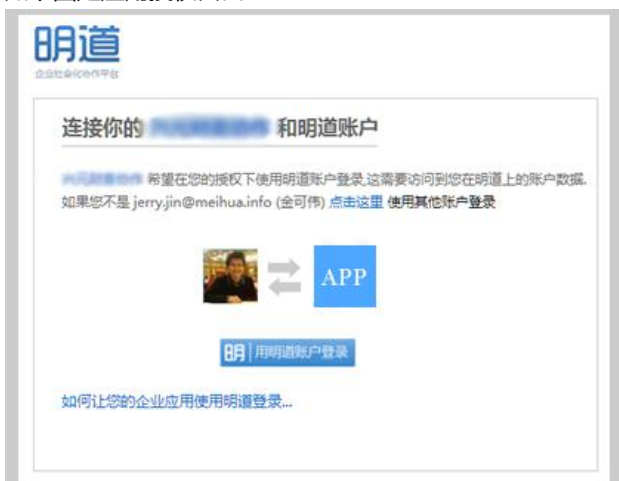 明道
企业社会化协作平台
连接你的 和明道账户
希望在您的授权下使用明道账户登录,这需要访问到您在明道上的账户数据.
如果您不是 jerry.jin@meihua.info (金可伟) 点击这里 使用其他账户登录
APP
明 用明道账户登录
如何让您的企业应用使用明道登录...